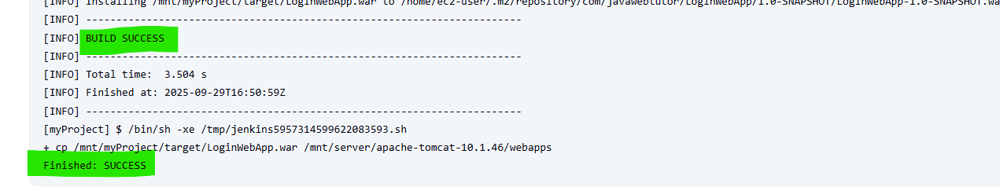 [INFO] Installing /mnt/myProject/target/LoginWebApp.war to /home/ec2-user/.m2/repository/com/javawebtutor/LoginWebApp/1.0-SNAPSHOT/LoginWebApp-1.0-SNAPSHOT.wa
[INFO] ------------------------------------------------------------------------
[INFO] BUILD SUCCESS
[INFO] ------------------------------------------------------------------------
[INFO] Total time:  3.504 s
[INFO] Finished at: 2025-09-29T16:50:59Z
[INFO] ------------------------------------------------------------------------
[myProject] $ /bin/sh -xe /tmp/jenkins5957314599622083593.sh
+ cp /mnt/myProject/target/LoginWebApp.war /mnt/server/apache-tomcat-10.1.46/webapps
Finished: SUCCESS